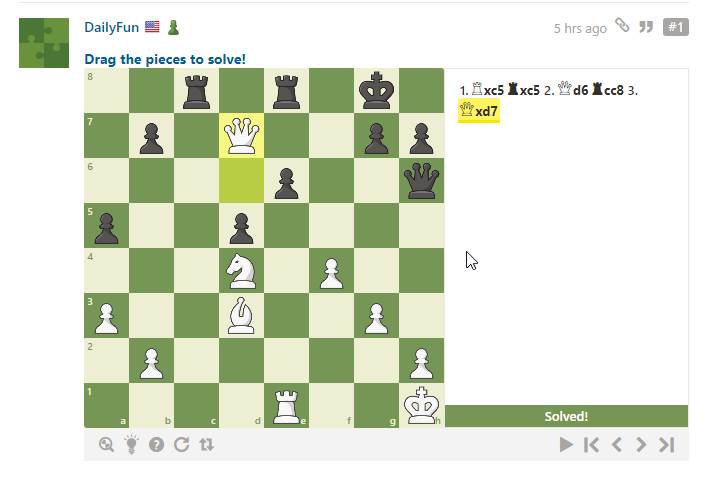 DailyFun
5 hrs ago
#1
Drag the pieces to solve!
8
1. ♖xc5 ♜xc5 2. ♕d6 ♜cc8 3.
♕xd7
7
6
5
4
3
2
1
a b c d e f g h
Solved!